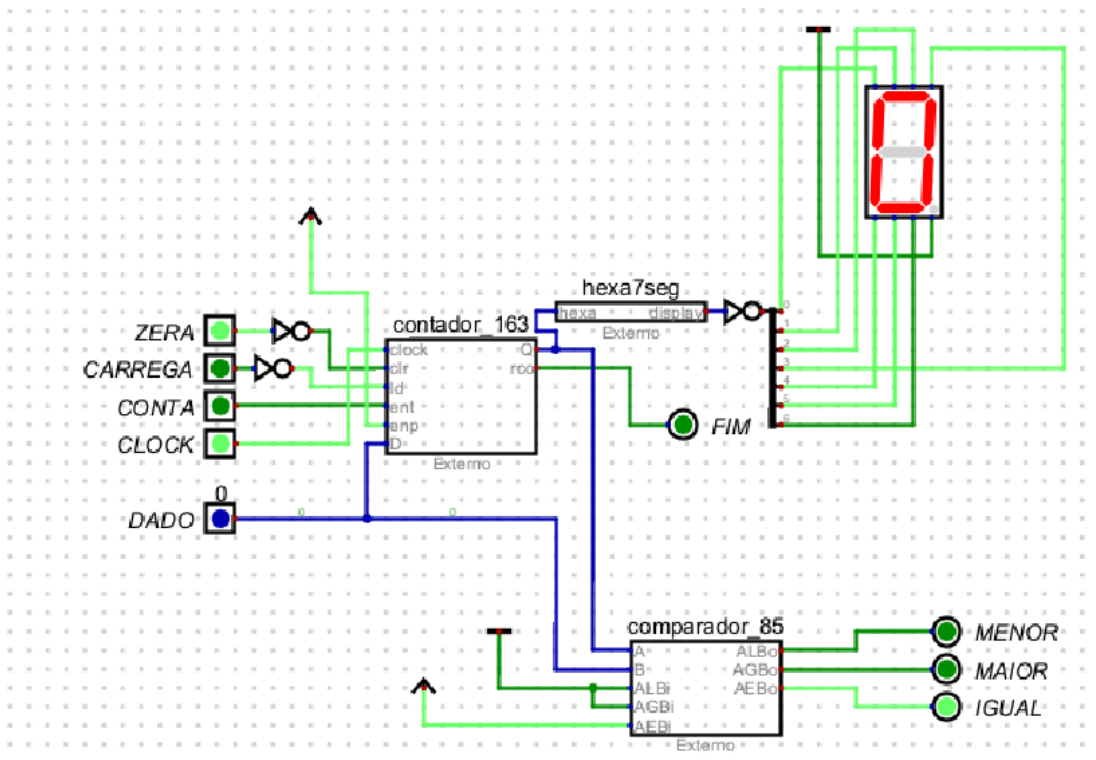 hexa7seg
hexa display
Externo
0
1
2
3
4
5
6
ZERA
CARREGA
CONTA
CLOCK
contador_163
clock Q
clr rco
ld
ent
enp
D
Externo
FIM
0
DADO
0 0
comparador_85
A ALBo
B AGBo
ALBi AEBo
AGBi
AEBi
Externo
MENOR
MAIOR
IGUAL